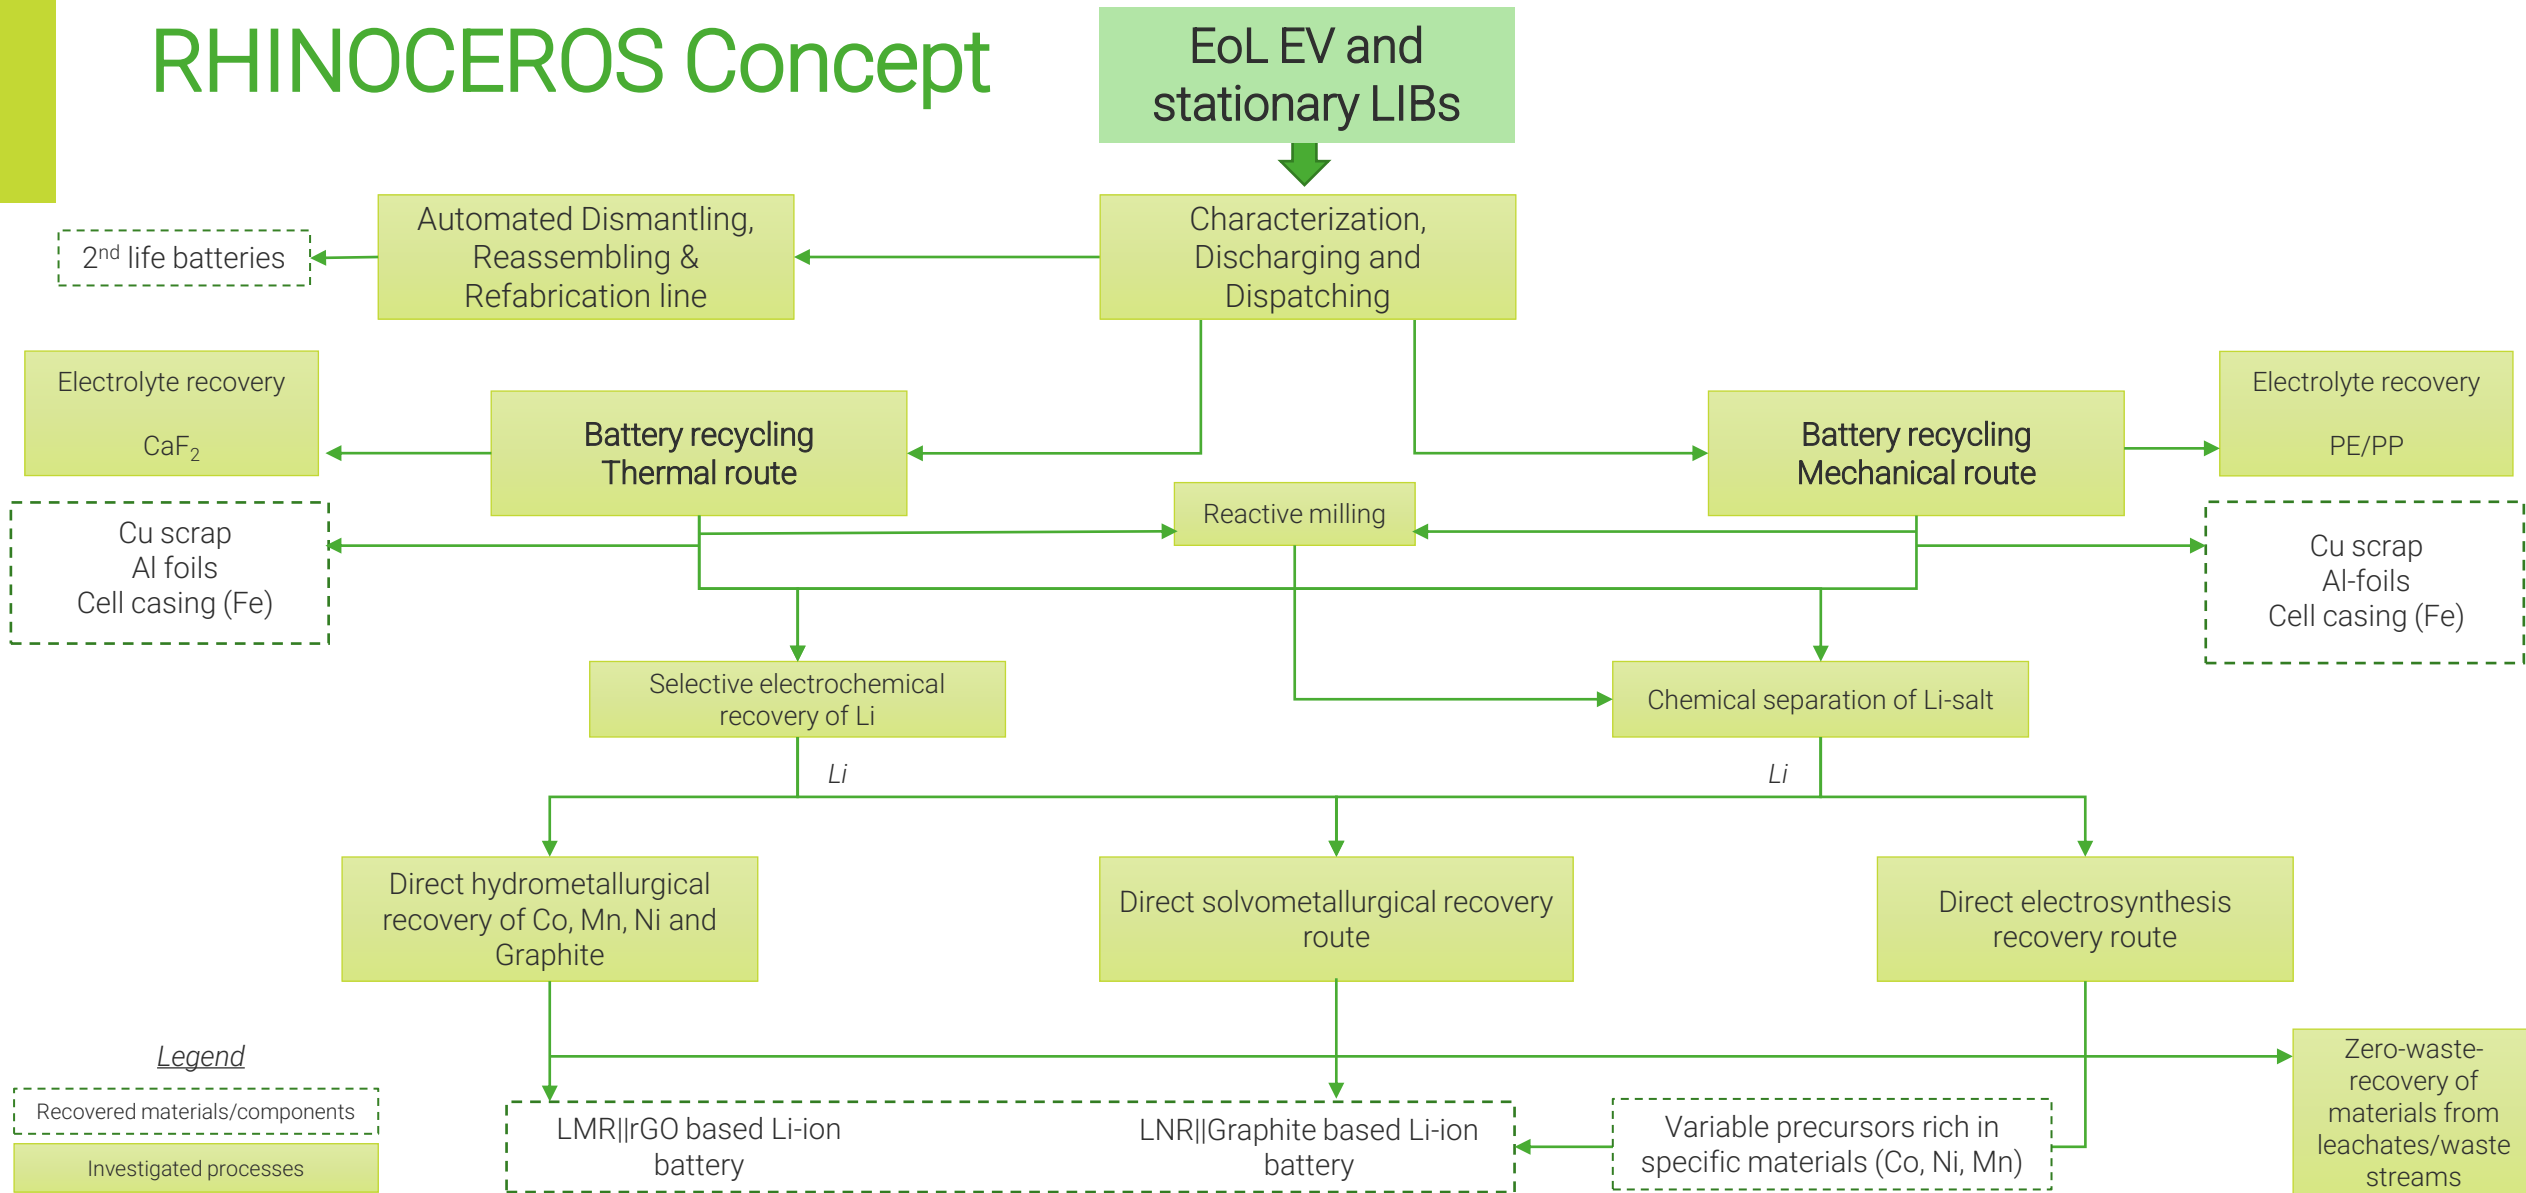 RHINOCEROS Concept
EoL EV and
stationary LIBs
2nd life batteries
Automated Dismantling,
Reassembling &
Refabrication line
Characterization,
Discharging and
Dispatching
Electrolyte recovery
CaF₂
Battery recycling
Thermal route
Battery recycling
Mechanical route
Electrolyte recovery
PE/PP
Cu scrap
Al foils
Cell casing (Fe)
Reactive milling
Cu scrap
Al-foils
Cell casing (Fe)
Selective electrochemical
recovery of Li
Chemical separation of Li-salt
Li
Li
Direct hydrometallurgical
recovery of Co, Mn, Ni and
Graphite
Direct solvometallurgical recovery
route
Direct electrosynthesis
recovery route
Legend
Recovered materials/components
Investigated processes
LMR||rGO based Li-ion
battery
LNR||Graphite based Li-ion
battery
Variable precursors rich in
specific materials (Co, Ni, Mn)
Zero-waste-
recovery of
materials from
leachates/waste
streams